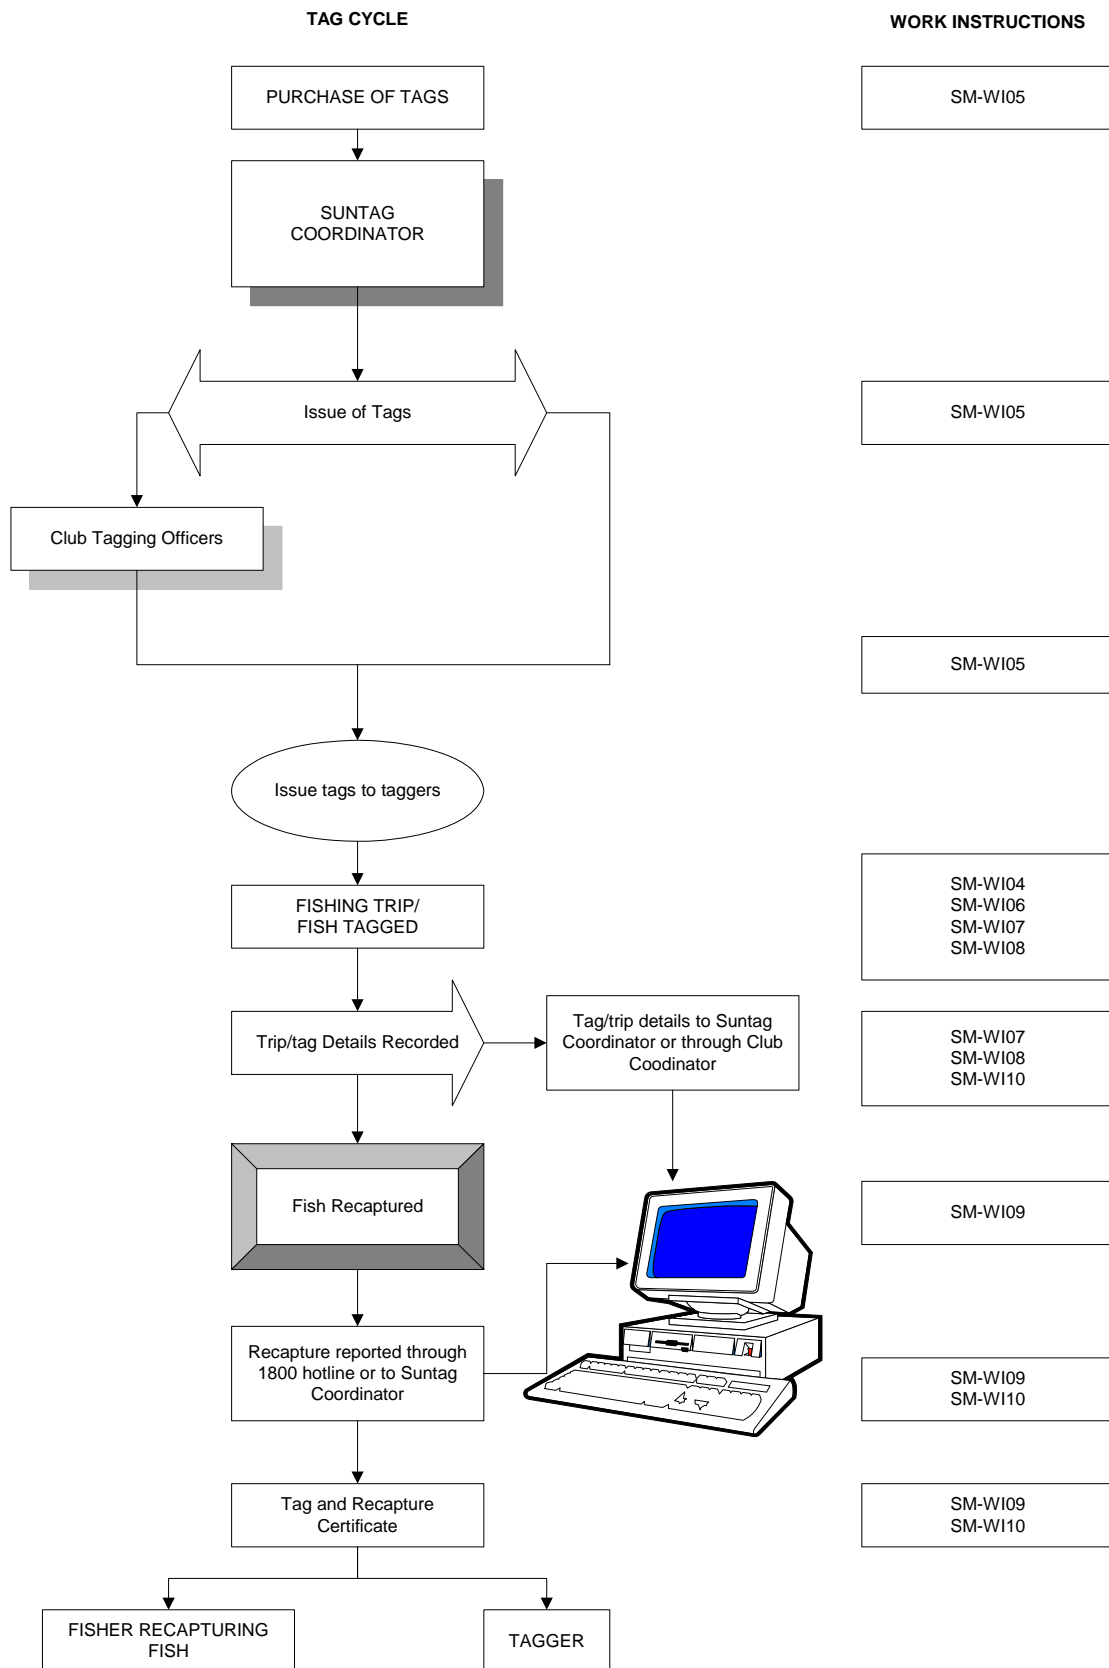 TAG CYCLE
WORK INSTRUCTIONS
PURCHASE OF TAGS
SM-WI05
SUNTAG
COORDINATOR
Issue of Tags
SM-WI05
Club Tagging Officers
SM-WI05
Issue tags to taggers
FISHING TRIP/
FISH TAGGED
SM-WI04
SM-WI06
SM-WI07
SM-WI08
Trip/tag Details Recorded
Tag/trip details to Suntag
Coordinator or through Club
Coodinator
SM-WI07
SM-WI08
SM-WI10
Fish Recaptured
SM-WI09
Recapture reported through
1800 hotline or to Suntag
Coordinator
SM-WI09
SM-WI10
Tag and Recapture
Certificate
SM-WI09
SM-WI10
FISHER RECAPTURING
FISH
TAGGER